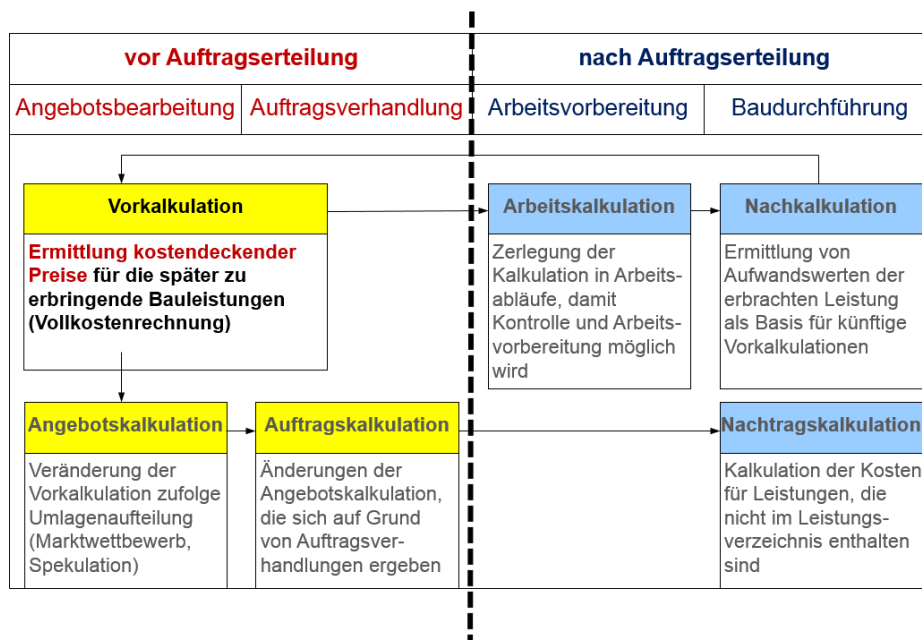 vor Auftragserteilung
nach Auftragserteilung
Angebotsbearbeitung
Auftragsverhandlung
Arbeitsvorbereitung
Baudurchführung
Vorkalkulation
Ermittlung kostendeckender
Preise für die später zu
erbringende Bauleistungen
(Vollkostenrechnung)
Arbeitskalkulation
Zerlegung der
Kalkulation in Arbeits-
abläufe, damit
Kontrolle und Arbeits-
vorbereitung möglich
wird
Nachkalkulation
Ermittlung von
Aufwandswerten der
erbrachten Leistung
als Basis für künftige
Vorkalkulationen
Angebotskalkulation
Veränderung der
Vorkalkulation zufolge
Umlagenaufteilung
(Marktwettbewerb,
Spekulation)
Auftragskalkulation
Änderungen der
Angebotskalkulation,
die sich auf Grund
von Auftragsver-
handlungen ergeben
Nachtragskalkulation
Kalkulation der Kosten
für Leistungen, die
nicht im Leistungs-
verzeichnis enthalten
sind